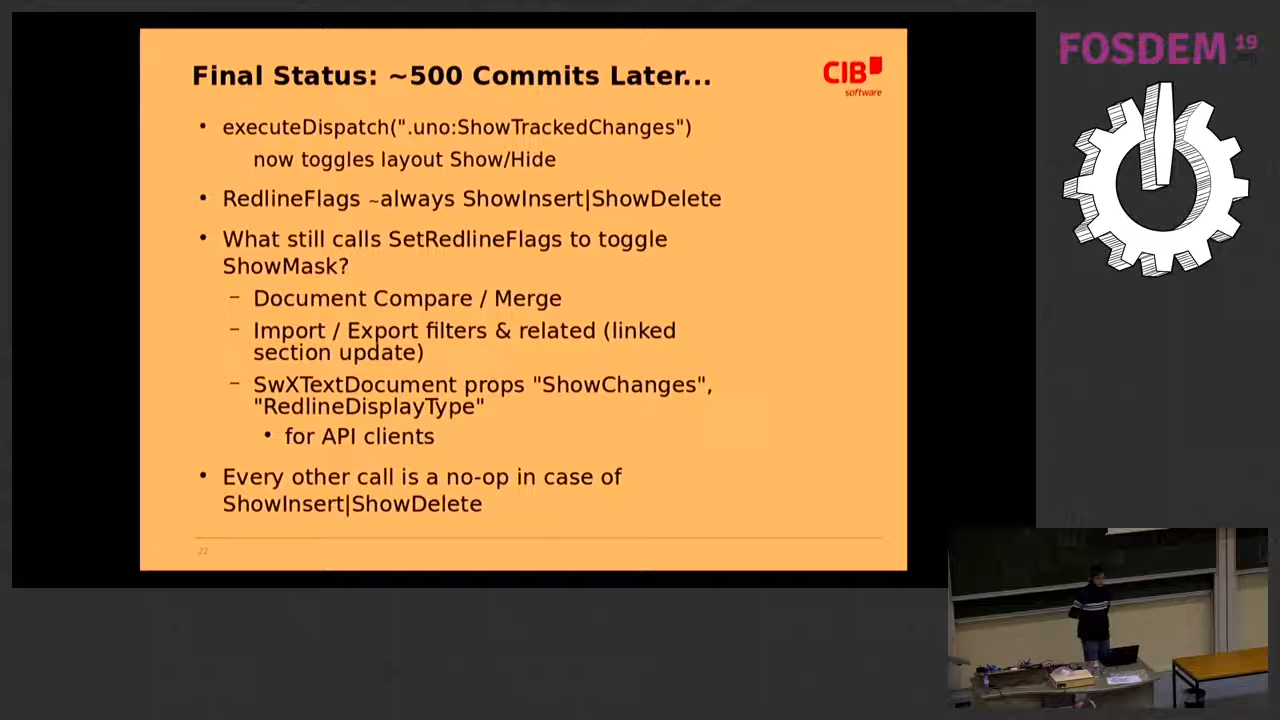 Final Status: ~500 Commits Later...
CIB
software
• executeDispatch(".uno:ShowTrackedChanges")
now toggles layout Show/Hide
• RedlineFlags ~always ShowInsert|ShowDelete
• What still calls SetRedlineFlags to toggle
ShowMask?
– Document Compare / Merge
– Import / Export filters & related (linked
section update)
– SwXTextDocument props "ShowChanges",
"RedlineDisplayType"
• for API clients
• Every other call is a no-op in case of
ShowInsert|ShowDelete
22
FOSDEM 19